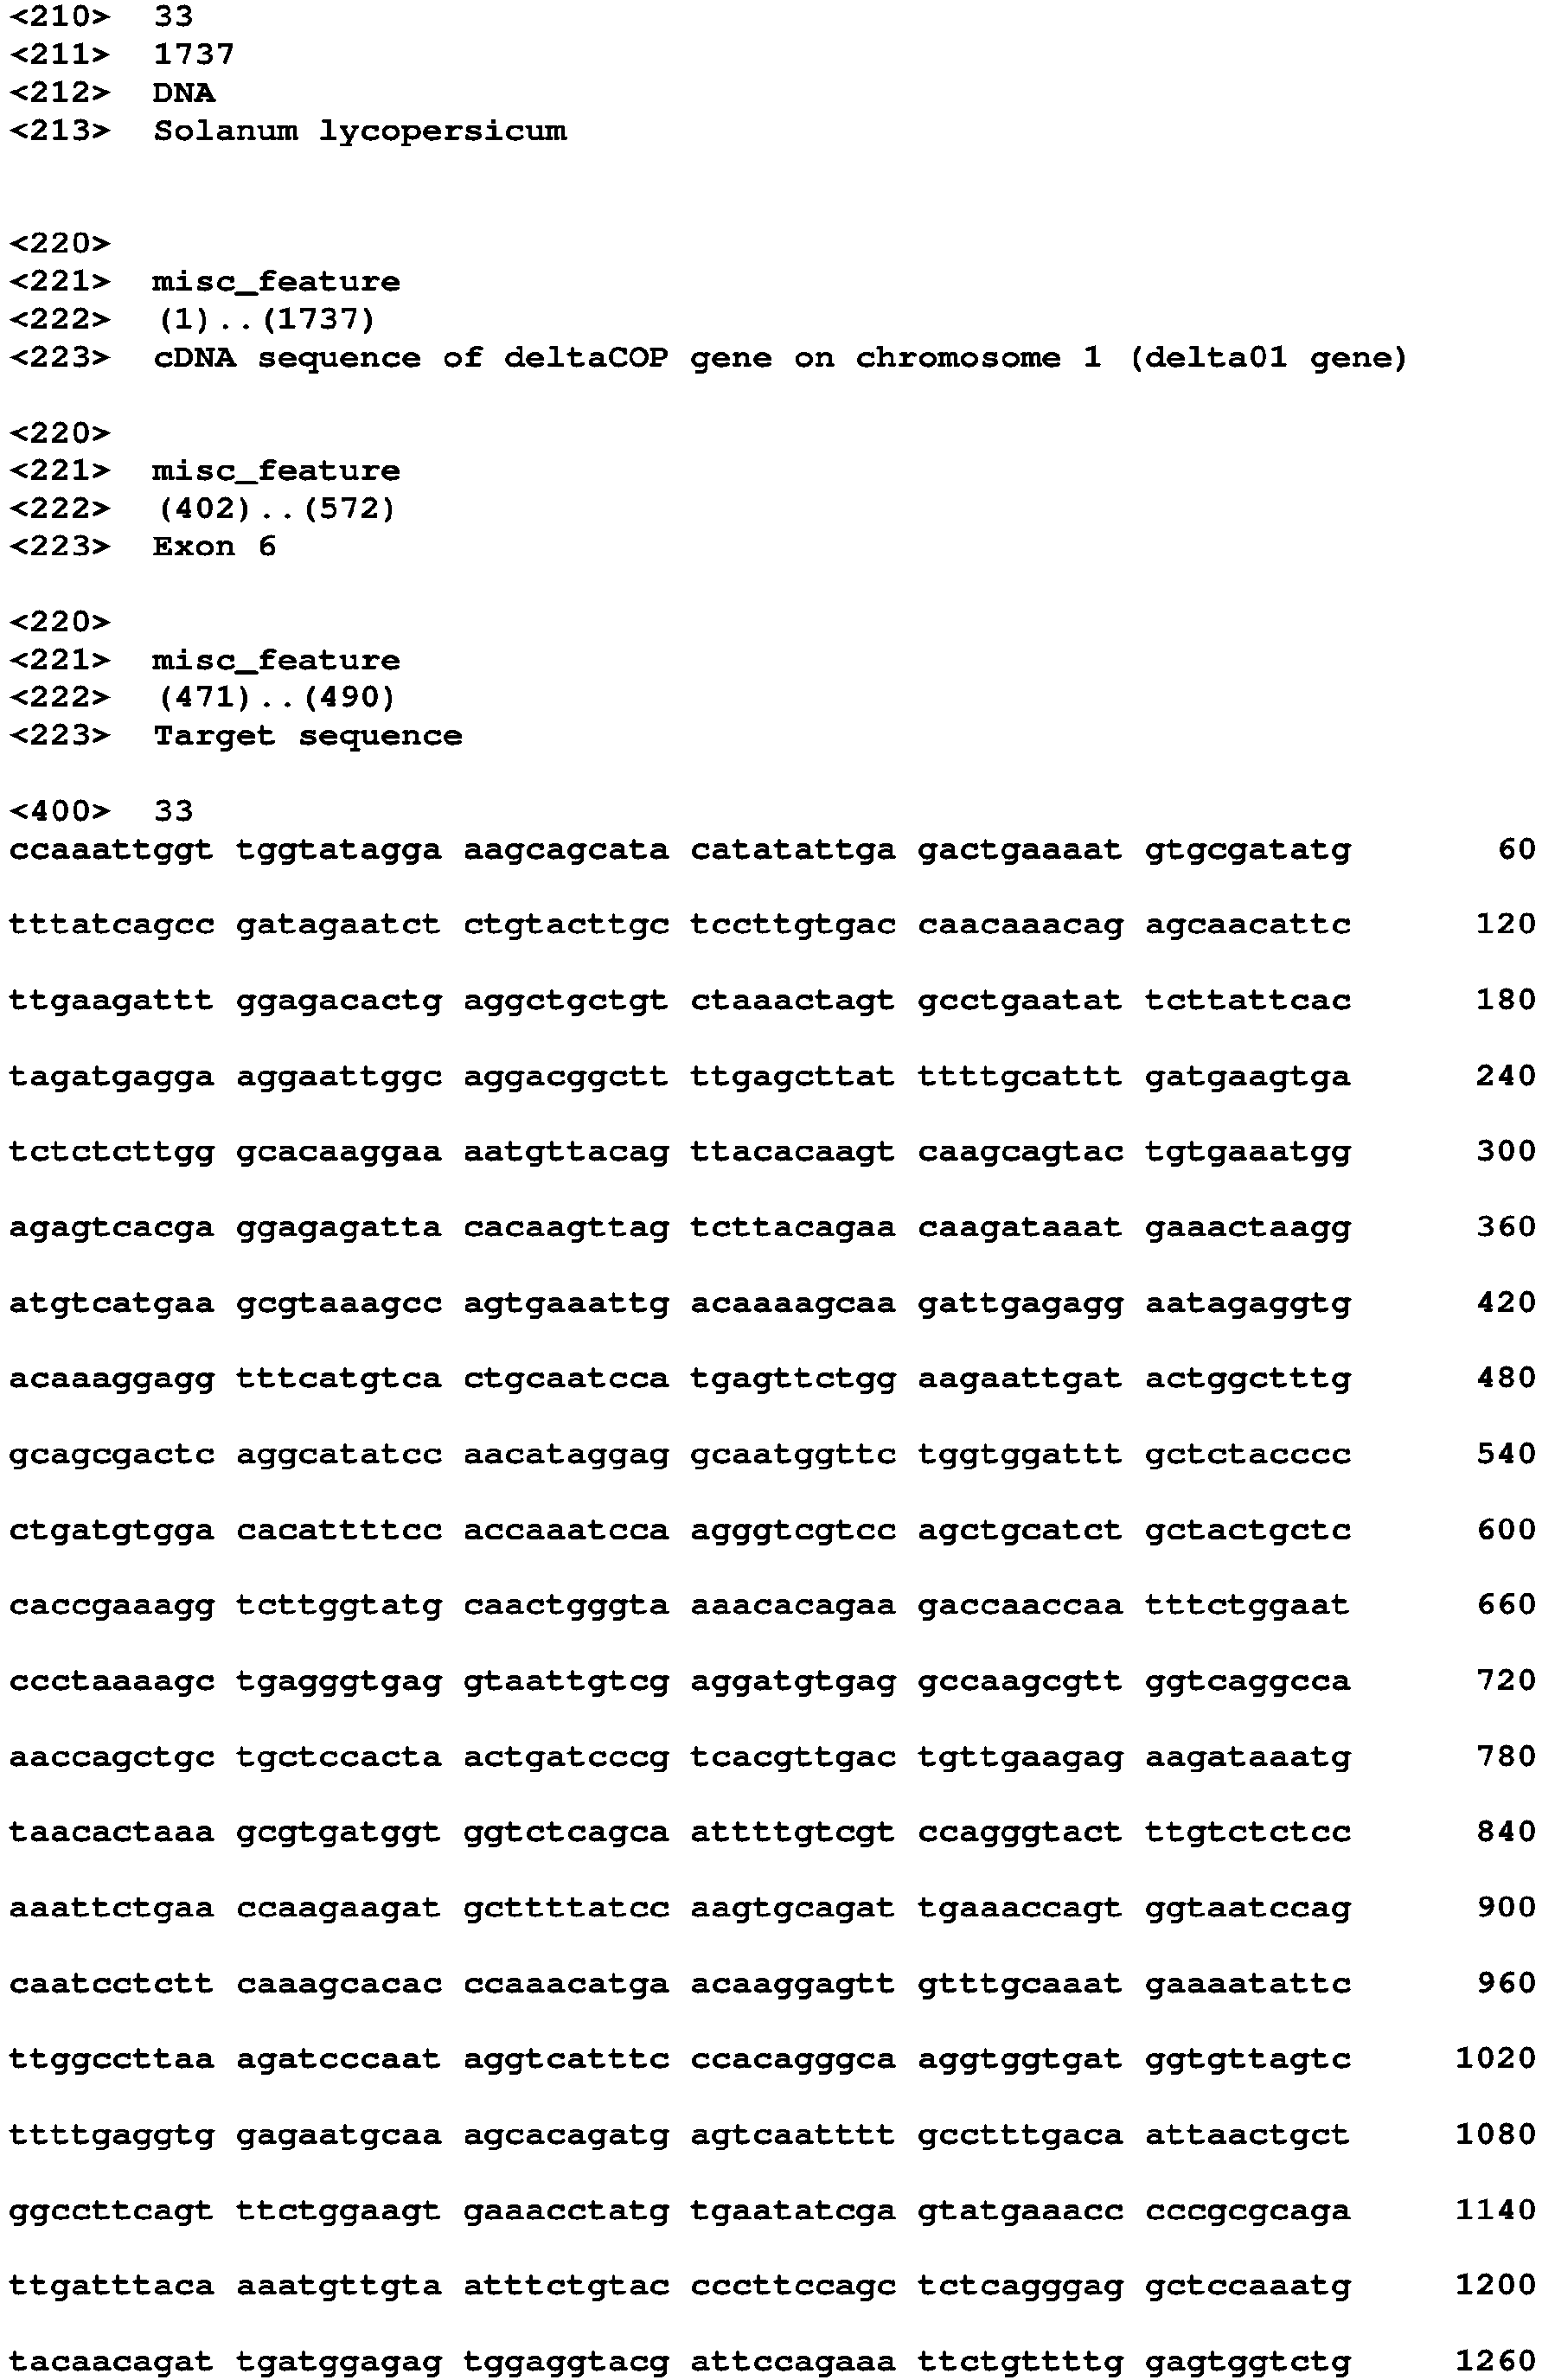 <210> 33
<211> 1737
<212> DNA
<213> Solanum lycopersicum
<220>
<221> misc_feature
<222> (1)..(1737)
<223> cDNA sequence of deltaCOP gene on chromosome 1 (delta01 gene)
<220>
<221> misc_feature
<222> (402)..(572)
<223> Exon 6
<220>
<221> misc_feature
<222> (471)..(490)
<223> Target sequence
<400> 33
ccaaattggt tggtatagga aagcagcata catatattga gactgaaaat gtgcgatatg 60
tttatcagcc gatagaatct ctgtacttgc tccttgtgac caacaaacag agcaacattc 120
ttgaagattt ggagacactg aggctgctgt ctaaactagt gcctgaatat tcttattcac 180
tagatgagga aggaattggc aggacggctt ttgagcttat ttttgcattt gatgaagtga 240
tctctcttgg gcacaaggaa aatgttacag ttacacaagt caagcagtac tgtgaaatgg 300
agagtcacga ggagagatta cacaagttag tcttacagaa caagataaat gaaactaagg 360
atgtcatgaa gcgtaaagcc agtgaaattg acaaaagcaa gattgagagg aatagaggtg 420
acaaaggagg tttcatgtca ctgcaatcca tgagttctgg aagaattgat actggctttg 480
gcagcgactc aggcatatcc aacataggag gcaatggttc tggtggattt gctctacccc 540
ctgatgtgga cacattttcc accaaatcca agggtcgtcc agctgcatct gctactgctc 600
caccgaaagg tcttggtatg caactgggta aaacacagaa gaccaaccaa tttctggaat 660
ccctaaaagc tgagggtgag gtaattgtcg aggatgtgag gccaagcgtt ggtcaggcca 720
aaccagctgc tgctccacta actgatcccg tcacgttgac tgttgaagag aagataaatg 780
taacactaaa gcgtgatggt ggtctcagca attttgtcgt ccagggtact ttgtctctcc 840
aaattctgaa ccaagaagat gcttttatcc aagtgcagat tgaaaccagt ggtaatccag 900
caatcctctt caaagcacac ccaaacatga acaaggagtt gtttgcaaat gaaaatattc 960
ttggccttaa agatcccaat aggtcatttc ccacagggca aggtggtgat ggtgttagtc 1020
ttttgaggtg gagaatgcaa agcacagatg agtcaatttt gcctttgaca attaactgct 1080
ggccttcagt ttctggaagt gaaacctatg tgaatatcga gtatgaaacc cccgcgcaga 1140
ttgatttaca aaatgttgta atttctgtac cccttccagc tctcagggag gctccaaatg 1200
tacaacagat tgatggagag tggaggtacg attccagaaa ttctgttttg gagtggtctg 1260